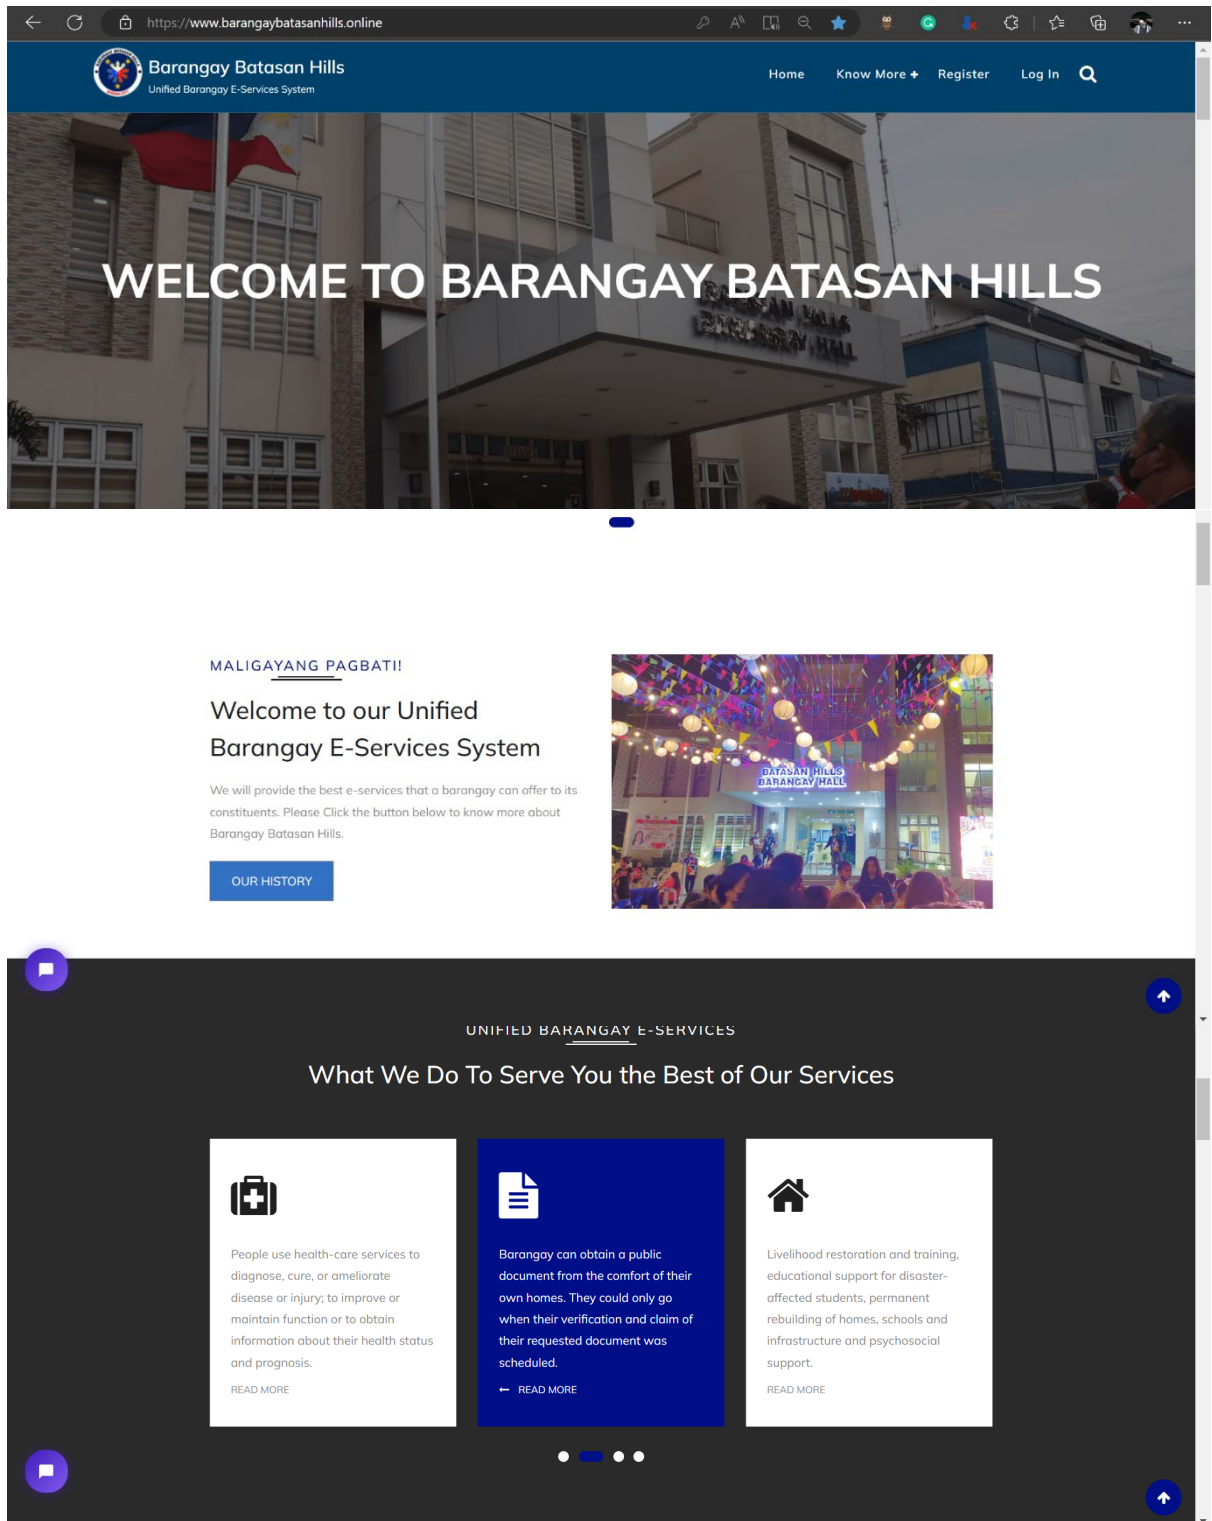 https://www.barangaybatasanhills.online
Barangay Batasan Hills
Unified Barangay E-Services System
Home Know More + Register Log In
WELCOME TO BARANGAY BATASAN HILLS
BATASAN HILLS
BARANGAY HALL
MALIGAYANG PAGBATI!
Welcome to our Unified
Barangay E-Services System
We will provide the best e-services that a barangay can offer to its
constituents. Please Click the button below to know more about
Barangay Batasan Hills.
OUR HISTORY
BATASAN HILLS
BARANGAY HALL
UNIFIED BARANGAY E-SERVICES
What We Do To Serve You the Best of Our Services
People use health-care services to
diagnose, cure, or ameliorate
disease or injury; to improve or
maintain function or to obtain
information about their health status
and prognosis.
READ MORE
Barangay can obtain a public
document from the comfort of their
own homes. They could only go
when their verification and claim of
their requested document was
scheduled.
READ MORE
Livelihood restoration and training,
educational support for disaster-
affected students, permanent
rebuilding of homes, schools and
infrastructure and psychosocial
support.
READ MORE